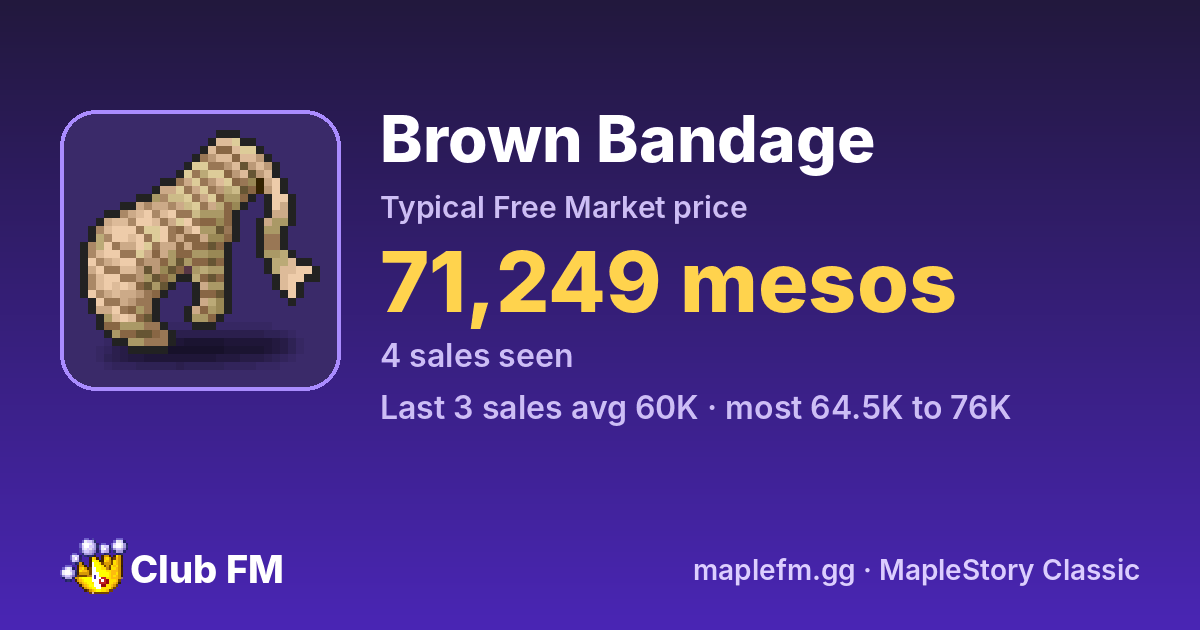 Brown Bandage
Typical Free Market price
71,249 mesos
4 sales seen
Last 3 sales avg 60K · most 64.5K to 76K
Club FM
maplefm.gg · MapleStory Classic